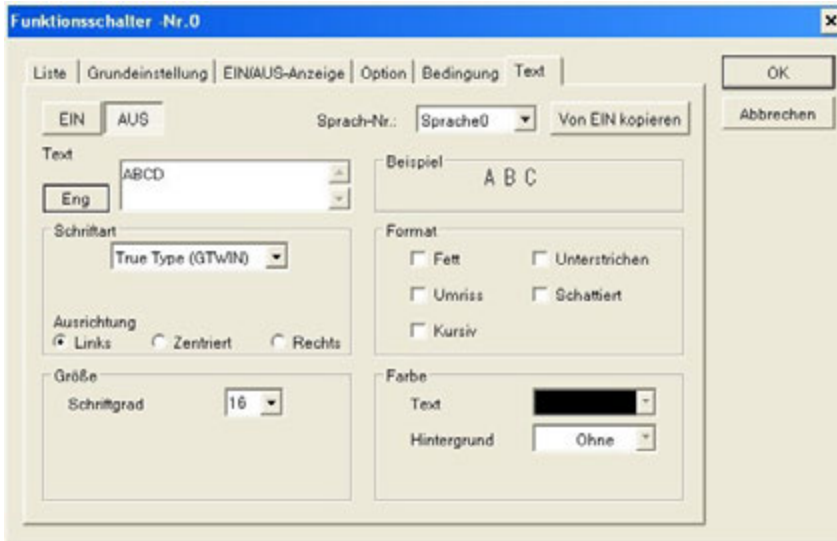 Funktionsschalter -Nr.0
Liste Grundeinstellung EIN/AUS-Anzeige Option Bedingung Text
OK
Abbrechen
EIN AUS Sprach-Nr.: Sprache0 Von EIN kopieren
Text
ABCD
Eng
Beispiel
A B C
Schriftart
True Type (GTWIN)
Ausrichtung
Links Zentriert Rechts
Format
Fett Unterstrichen
Umriss Schattiert
Kursiv
Größe
Schriftgrad 16
Farbe
Text
Hintergrund Ohne